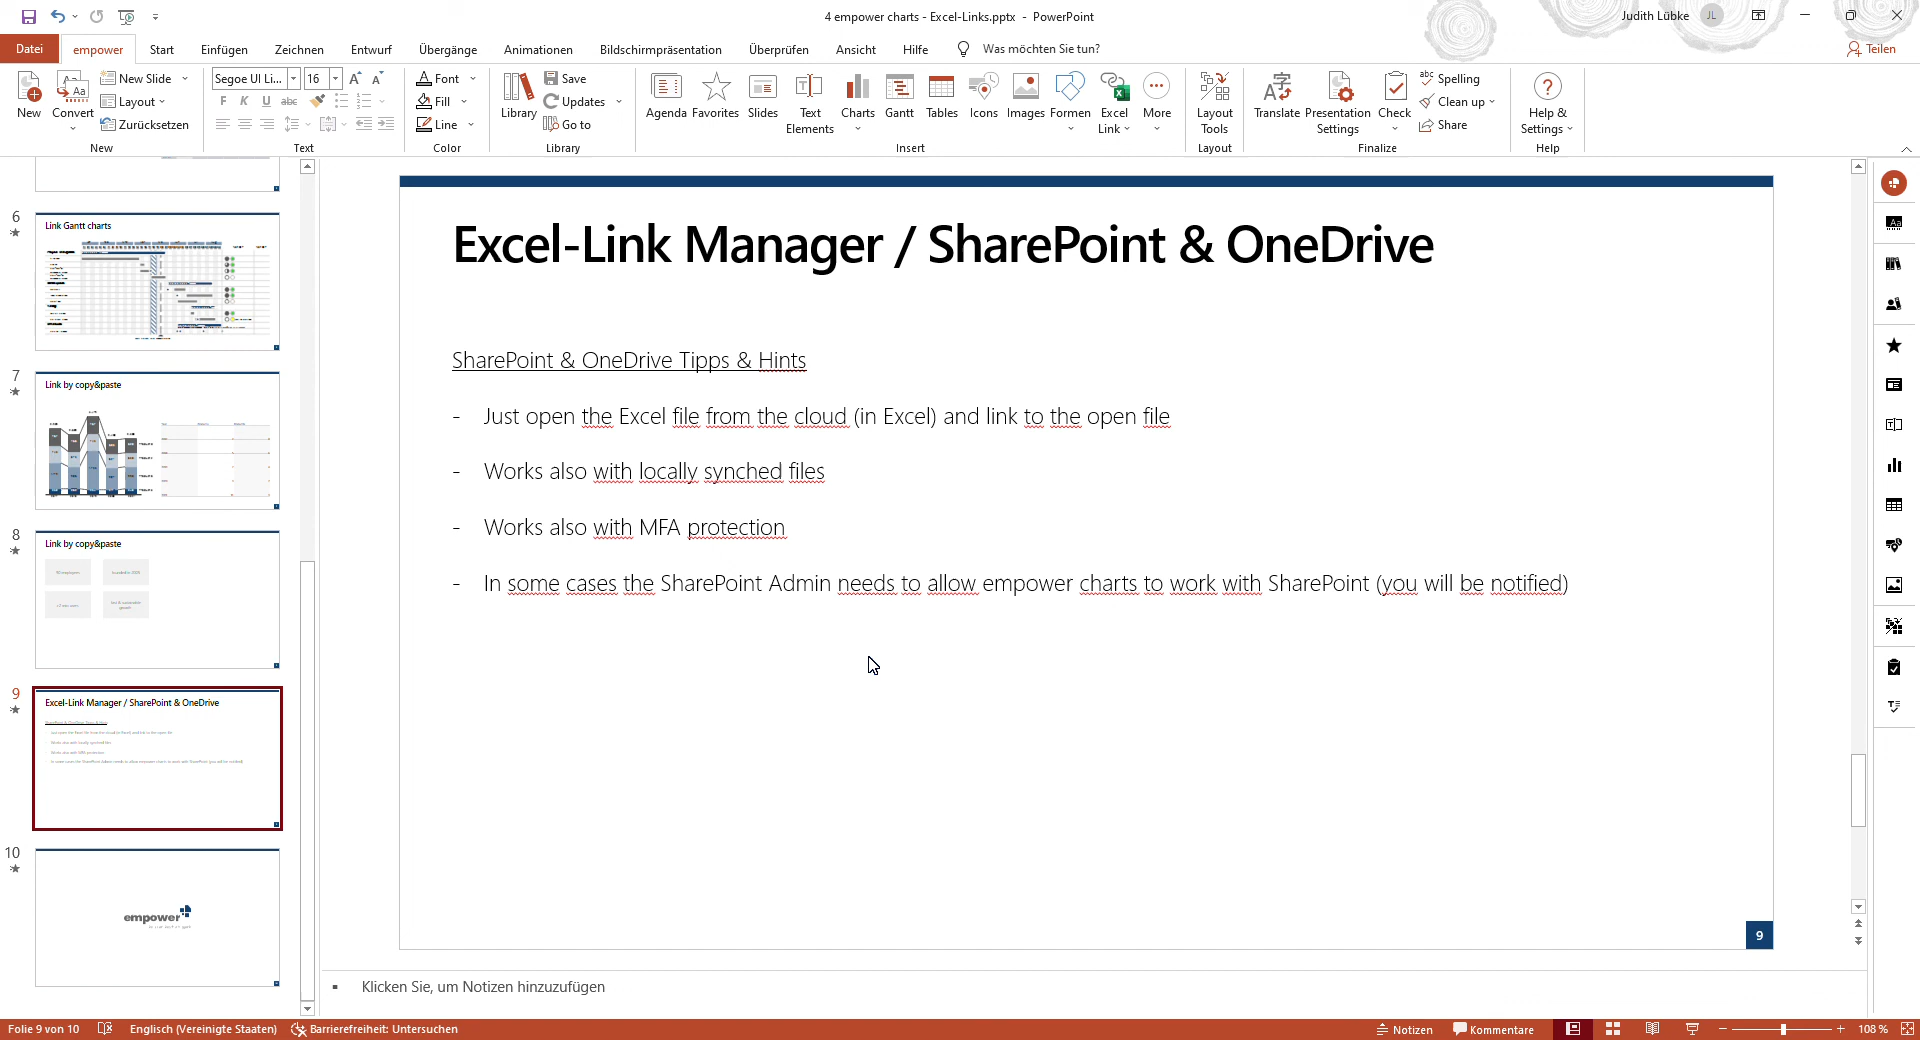 4 empower charts - Excel-Links.pptx - PowerPoint
Judith Lübke JL
Datei empower Start Einfügen Zeichnen Entwurf Übergänge Animationen Bildschirmpräsentation Überprüfen Ansicht Hilfe Was möchten Sie tun? Teilen
New Convert New Slide Layout Zurücksetzen
New
Segoe UI Li... 16
F K U abc
Text
Font
Fill
Line
Color
Library Save Updates Go to
Library
Agenda Favorites Slides Text Elements Charts Gantt Tables Icons Images Formen Excel Link More
Insert
Layout Tools
Layout
Translate Presentation Settings Check Spelling Clean up Share
Finalize
Help & Settings
Help
6
Link Gantt charts
7
Link by copy&paste
8
Link by copy&paste
9
Excel-Link Manager / SharePoint & OneDrive
10
empower
Excel-Link Manager / SharePoint & OneDrive
SharePoint & OneDrive Tipps & Hints
- Just open the Excel file from the cloud (in Excel) and link to the open file
- Works also with locally synched files
- Works also with MFA protection
- In some cases the SharePoint Admin needs to allow empower charts to work with SharePoint (you will be notified)
9
Klicken Sie, um Notizen hinzuzufügen
Folie 9 von 10 Englisch (Vereinigte Staaten) Barrierefreiheit: Untersuchen Notizen Kommentare 108 %